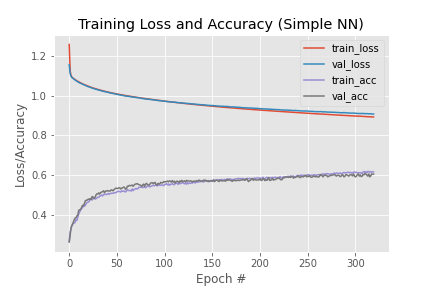 Training Loss and Accuracy (Simple NN)
train_loss
val_loss
train_acc
val_acc
1.2
1.0
0.8
0.6
0.4
Loss/Accuracy
0 50 100 150 200 250 300
Epoch #